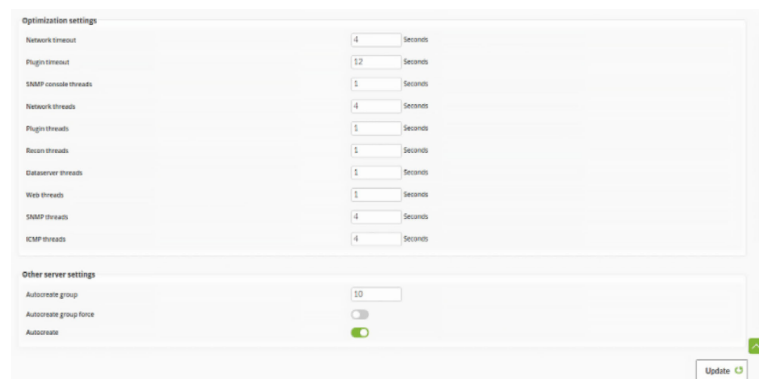 Optimization settings
Network timeout 4 Seconds
Plugin timeout 12 Seconds
SNMP console threads 1 Seconds
Network threads 4 Seconds
Plugin threads 1 Seconds
Recon threads 1 Seconds
Dataserver threads 1 Seconds
Web threads 1 Seconds
SNMP threads 4 Seconds
ICMP threads 4 Seconds
Other server settings
Autocreate group 10
Autocreate group force
Autocreate
Update